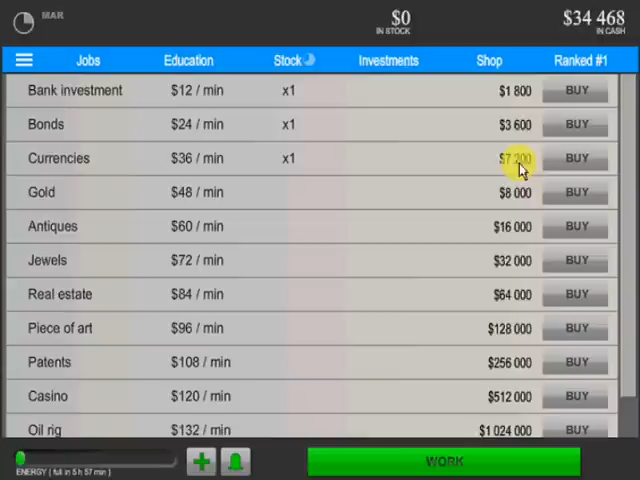 MAR
$0
IN STOCK
$34 468
IN CASH
Jobs Education Stock Investments Shop Ranked #1
Bank investment $12 / min x1 $1 800 BUY
Bonds $24 / min x1 $3 600 BUY
Currencies $36 / min x1 $7 200 BUY
Gold $48 / min $8 000 BUY
Antiques $60 / min $16 000 BUY
Jewels $72 / min $32 000 BUY
Real estate $84 / min $64 000 BUY
Piece of art $96 / min $128 000 BUY
Patents $108 / min $256 000 BUY
Casino $120 / min $512 000 BUY
Oil rig $132 / min $1 024 000 BUY
ENERGY ( full in 5 h 57 min )
WORK